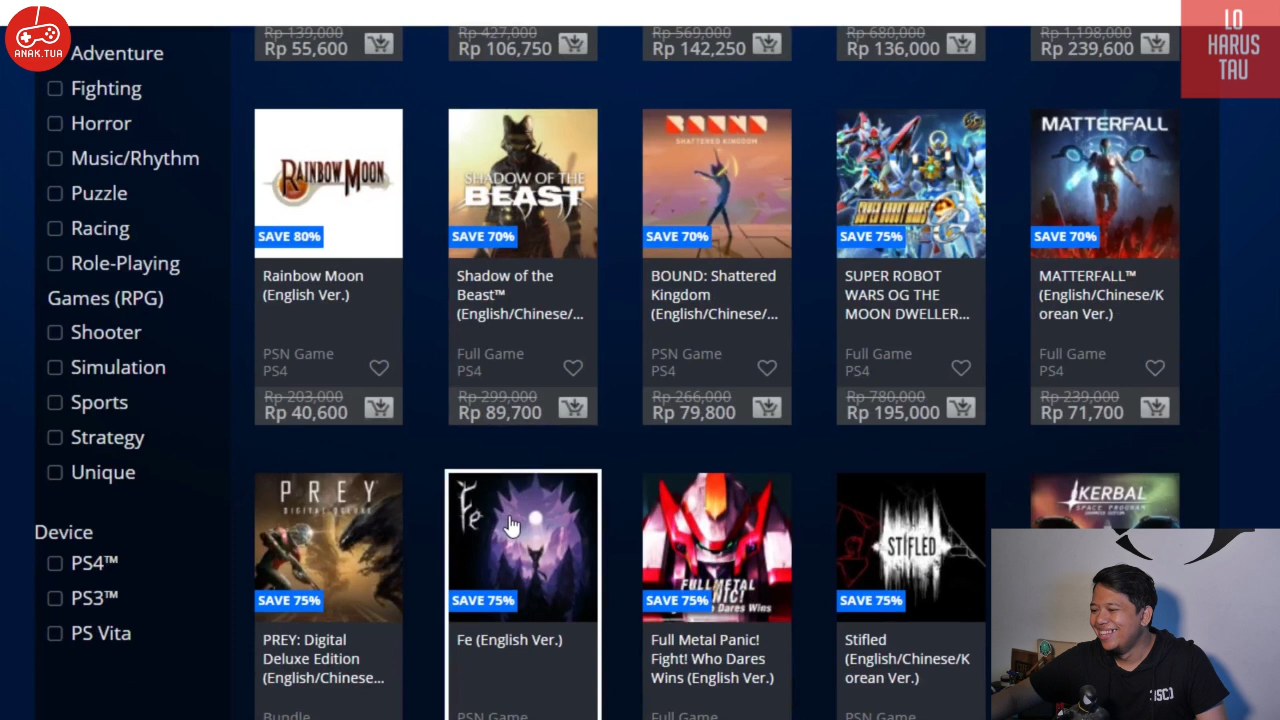 ANAK.TUA
LO
HARUS
TAU
Adventure
Fighting
Horror
Music/Rhythm
Puzzle
Racing
Role-Playing
Games (RPG)
Shooter
Simulation
Sports
Strategy
Unique
Device
PS4™
PS3™
PS Vita
Rp 139,000
Rp 55,600
Rp 427,000
Rp 106,750
Rp 569,000
Rp 142,250
Rp 680,000
Rp 136,000
Rp 1,198,000
Rp 239,600
RAINBOW MOON
SAVE 80%
Rainbow Moon
(English Ver.)
PSN Game
PS4
Rp 203,000
Rp 40,600
SHADOW OF THE
BEAST
SAVE 70%
Shadow of the
Beast™
(English/Chinese/...
Full Game
PS4
Rp 299,000
Rp 89,700
BOUND
SHATTERED KINGDOM
SAVE 70%
BOUND: Shattered
Kingdom
(English/Chinese/...
PSN Game
PS4
Rp 266,000
Rp 79,800
SUPER ROBOT WARS
SAVE 75%
SUPER ROBOT
WARS OG THE
MOON DWELLER...
Full Game
PS4
Rp 780,000
Rp 195,000
MATTERFALL
SAVE 70%
MATTERFALL™
(English/Chinese/K
orean Ver.)
Full Game
PS4
Rp 239,000
Rp 71,700
PREY
DIGITAL DELUXE
SAVE 75%
PREY: Digital
Deluxe Edition
(English/Chinese...
Bundle
Fe
SAVE 75%
Fe (English Ver.)
PSN Game
FULL METAL
PANIC!
Dares Wins
SAVE 75%
Full Metal Panic!
Fight! Who Dares
Wins (English Ver.)
Full Game
STIFLED
SAVE 75%
Stifled
(English/Chinese/K
orean Ver.)
PSN Game
KERBAL
SPACE PROGRAM